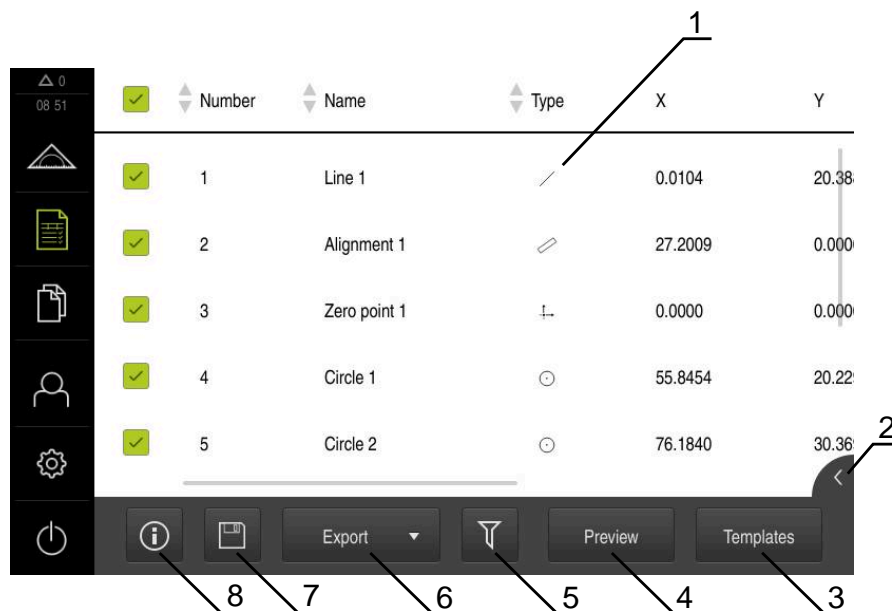 1
0
08 51
Number Name Type X Y
1 Line 1 0.0104 20.38
2 Alignment 1 27.2009 0.000
3 Zero point 1 0.0000 0.000
4 Circle 1 55.8454 20.22
5 Circle 2 76.1840 30.36
2
Export Preview Templates
8 7 6 5 4 3